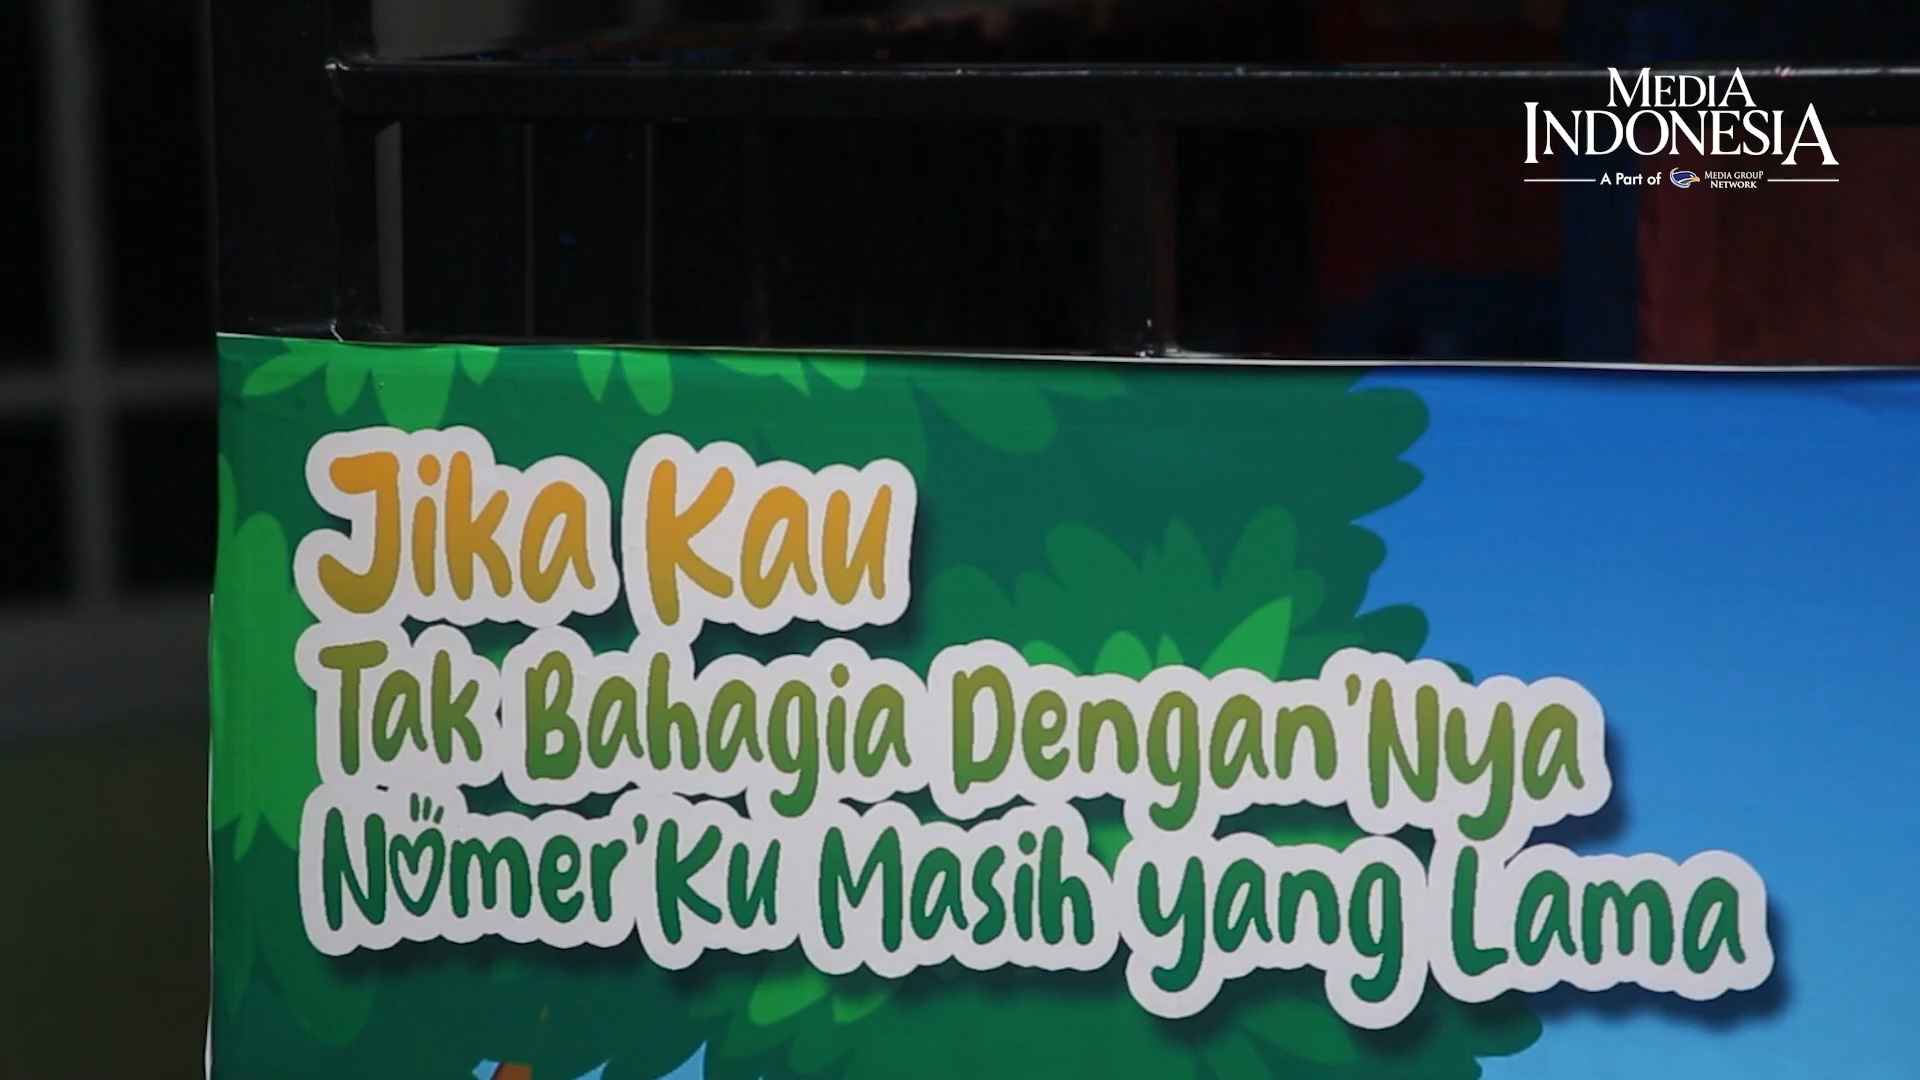 MEDIA
INDONESIA
A Part of MEDIA GROUP
NETWORK
Jika Kau
Tak Bahagia Dengan'Nya
Nomer'Ku Masih yang Lama